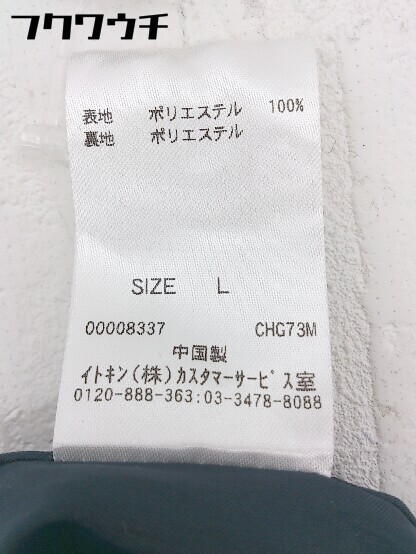 フクワウチ
表地 ポリエステル 100%
裏地 ポリエステル
SIZE L
00008337 CHG73M
中国製
イトキン(株)カスタマーサービス室
0120-888-363:03-3478-8088